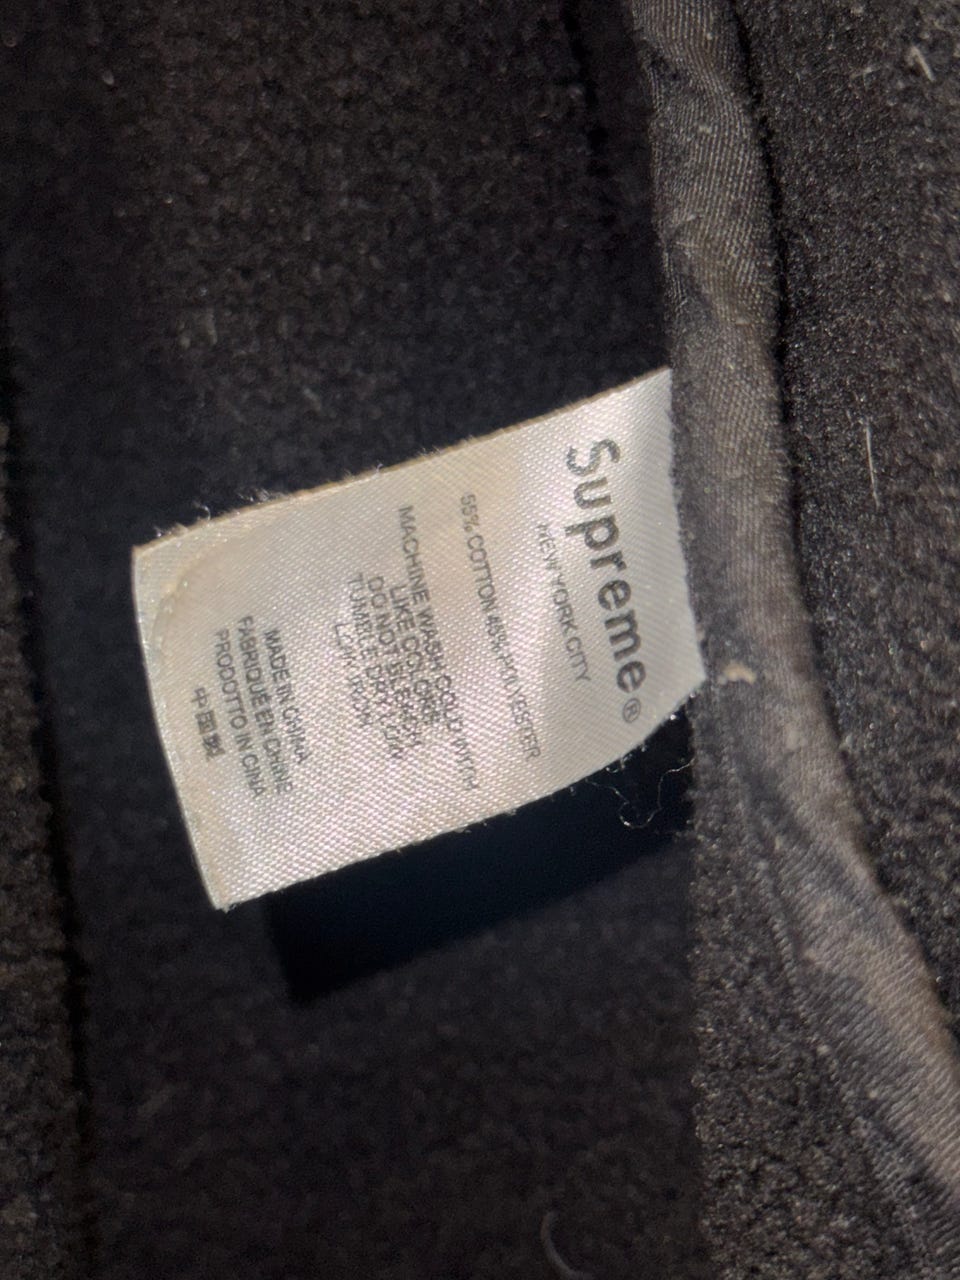 Supreme®
NEW YORK CITY
55% COTTON 45% POLYESTER
MACHINE WASH COLD WITH
LIKE COLORS
DO NOT BLEACH
TUMBLE DRY LOW
LOW IRON
MADE IN CHINA
FABRIQUE EN CHINE
PRODOTTO IN CINA
中国製